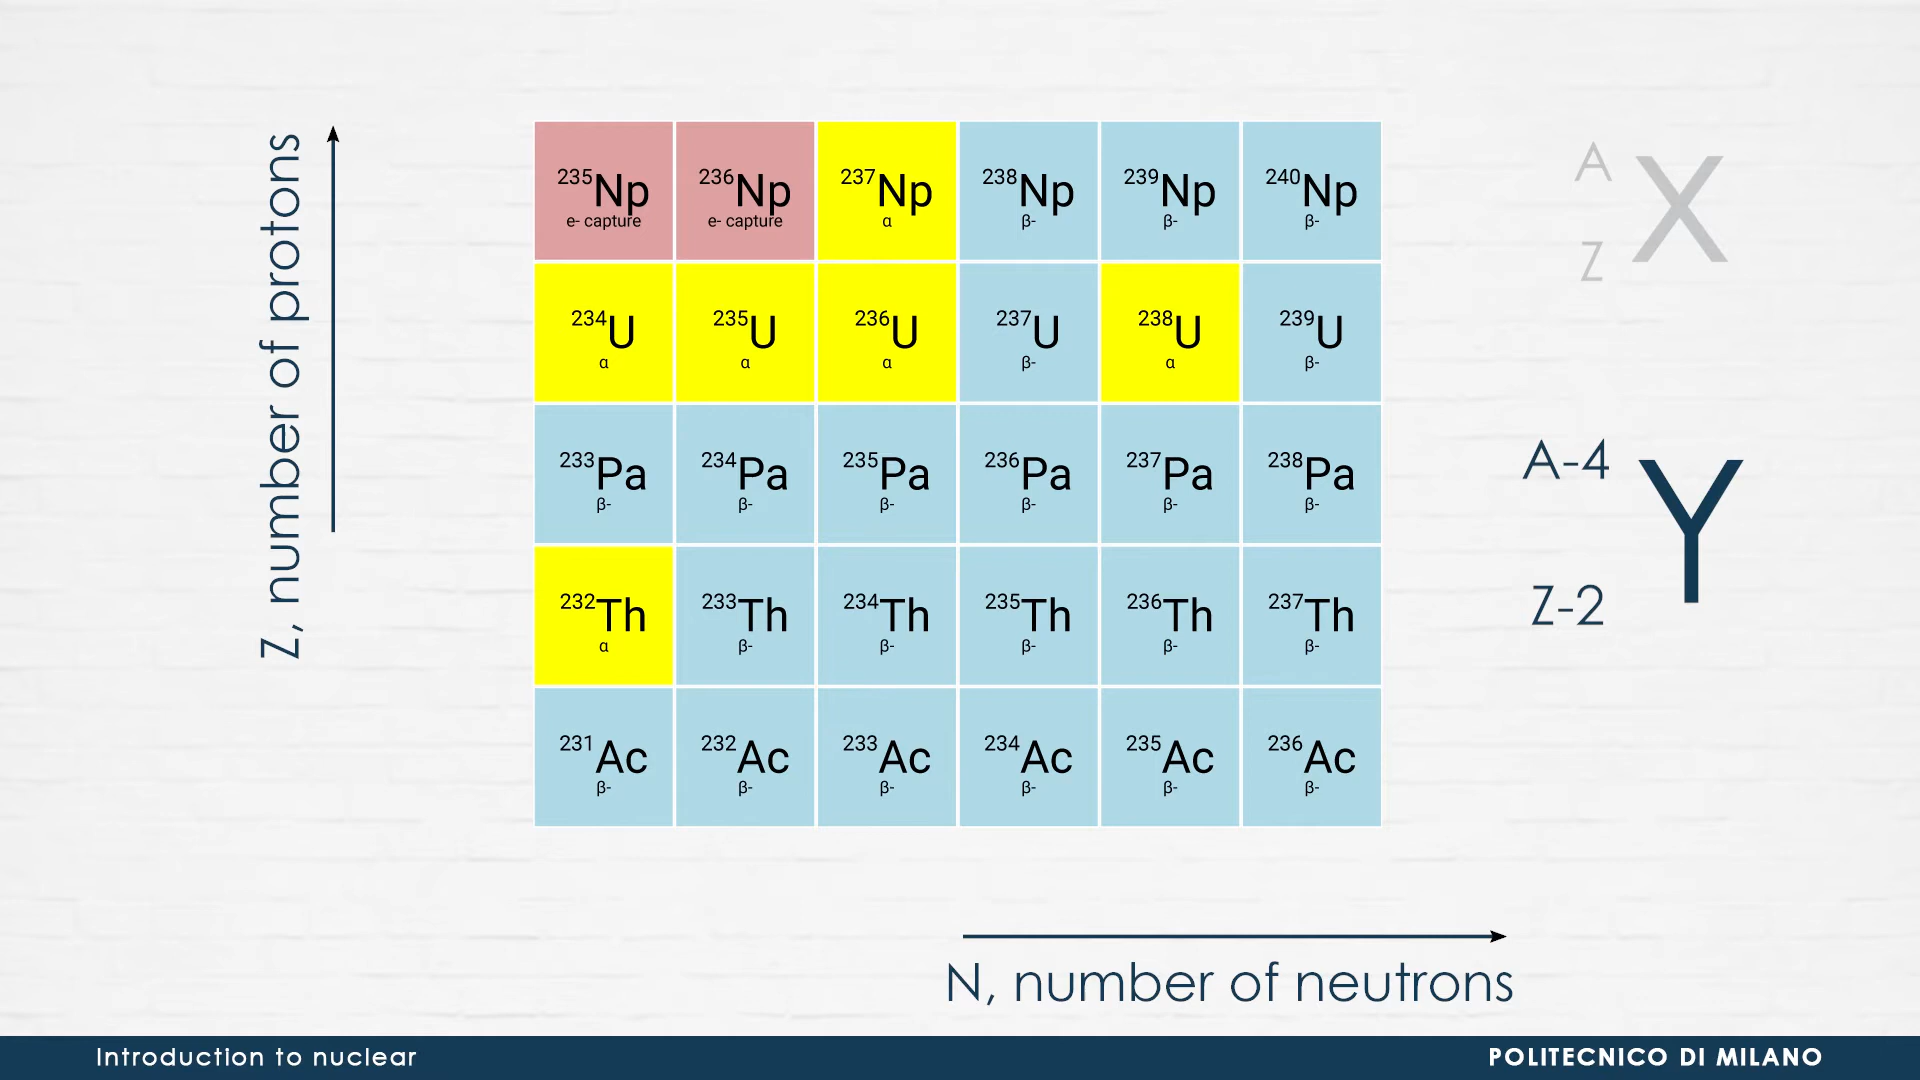 Z, number of protons
235Np 236Np 237Np 238Np 239Np 240Np
e- capture e- capture α β- β- β-
234U 235U 236U 237U 238U 239U
α α α β- α β-
233Pa 234Pa 235Pa 236Pa 237Pa 238Pa
β- β- β- β- β- β-
232Th 233Th 234Th 235Th 236Th 237Th
α β- β- β- β- β-
231Ac 232Ac 233Ac 234Ac 235Ac 236Ac
β- β- β- β- β- β-
A
X
Z
A-4
Y
Z-2
N, number of neutrons
Introduction to nuclear
POLITECNICO DI MILANO